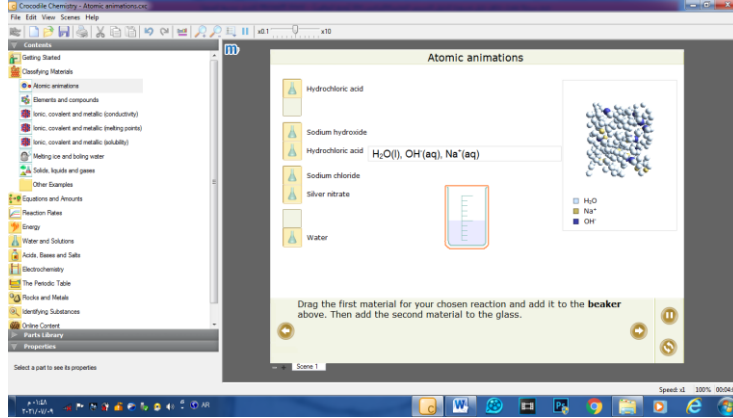 Crocodile Chemistry - Atomic animations.cxc
File Edit View Scenes Help
x0.1 x10
Contents
Getting Started
Classifying Materials
Atomic animations
Elements and compounds
Ionic, covalent and metallic (conductivity)
Ionic, covalent and metallic (melting points)
Ionic, covalent and metallic (solubility)
Melting ice and boiling water
Solids, liquids and gases
Other Examples
Equations and Amounts
Reaction Rates
Energy
Water and Solutions
Acids, Bases and Salts
Electrochemistry
The Periodic Table
Rocks and Metals
Identifying Substances
Online Content
Parts Library
Properties
Select a part to see its properties
Atomic animations
Hydrochloric acid
Sodium hydroxide
Hydrochloric acid
Sodium chloride
Silver nitrate
Water
H₂O(l), OH⁻(aq), Na⁺(aq)
H₂O
Na⁺
OH⁻
Drag the first material for your chosen reaction and add it to the beaker
above. Then add the second material to the glass.
Scene 1
Speed: x1 100%
AR